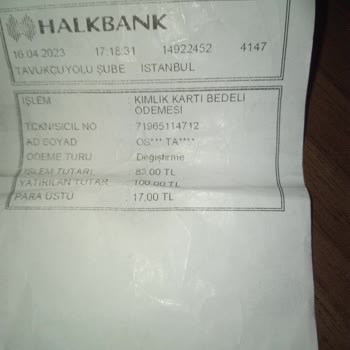 HALKBANK
16.04.2023 17:18:31 14922452 4147
TAVUKÇUYOLU ŞUBE İSTANBUL
İŞLEM : KİMLİK KARTI BEDELİ
ÖDEMESİ
TCKN/SİCİL NO : 71965114712
AD SOYAD : OS*** TA****
ÖDEME TÜRÜ : Değiştirme
İŞLEM TUTARI : 83,00 TL
YATIRILAN TUTAR : 100,00 TL
PARA ÜSTÜ : 17,00 TL